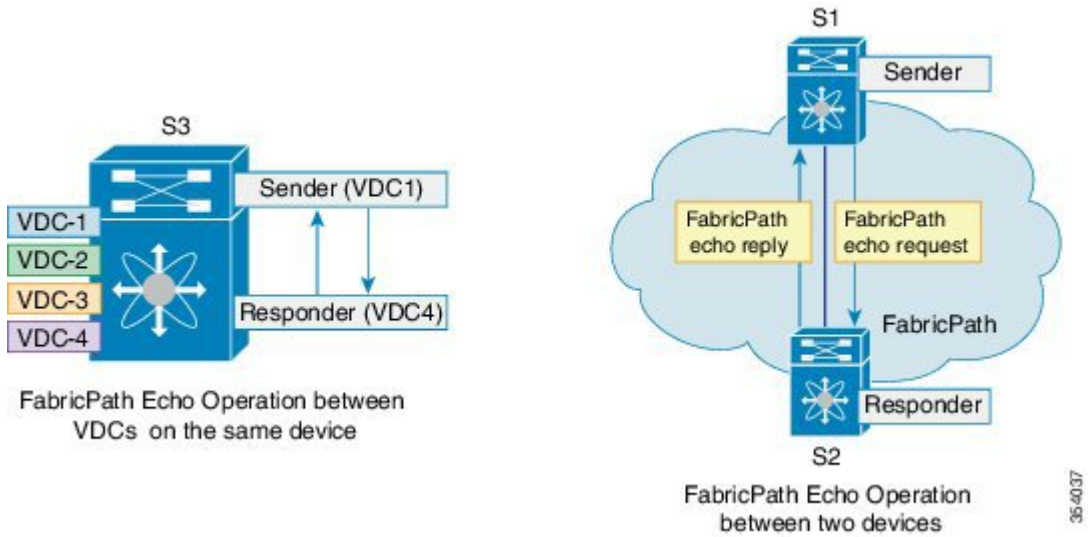 S3
Sender (VDC1)
VDC-1
VDC-2
VDC-3
VDC-4
Responder (VDC4)
FabricPath Echo Operation between
VDCs on the same device
S1
Sender
FabricPath
echo reply
FabricPath
echo request
FabricPath
Responder
S2
FabricPath Echo Operation
between two devices
364037